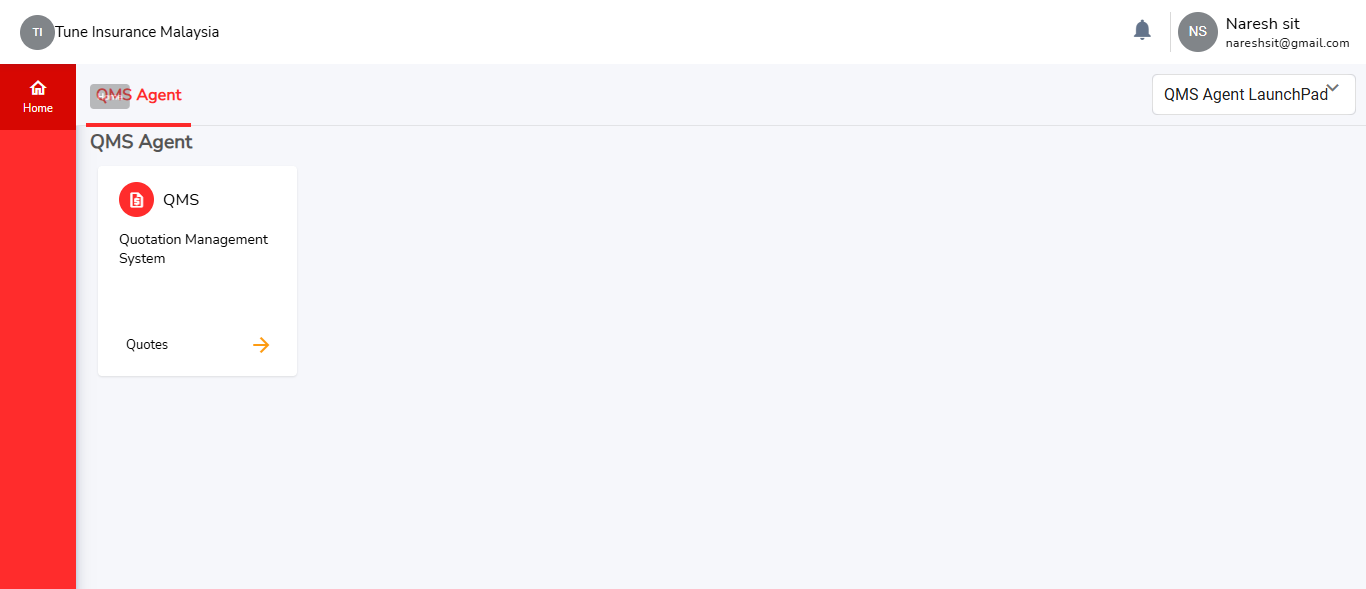 TI Tune Insurance Malaysia
NS
Naresh sit
nareshsit@gmail.com
Home
QMS Agent
QMS Agent LaunchPad
QMS Agent
QMS
Quotation Management
System
Quotes